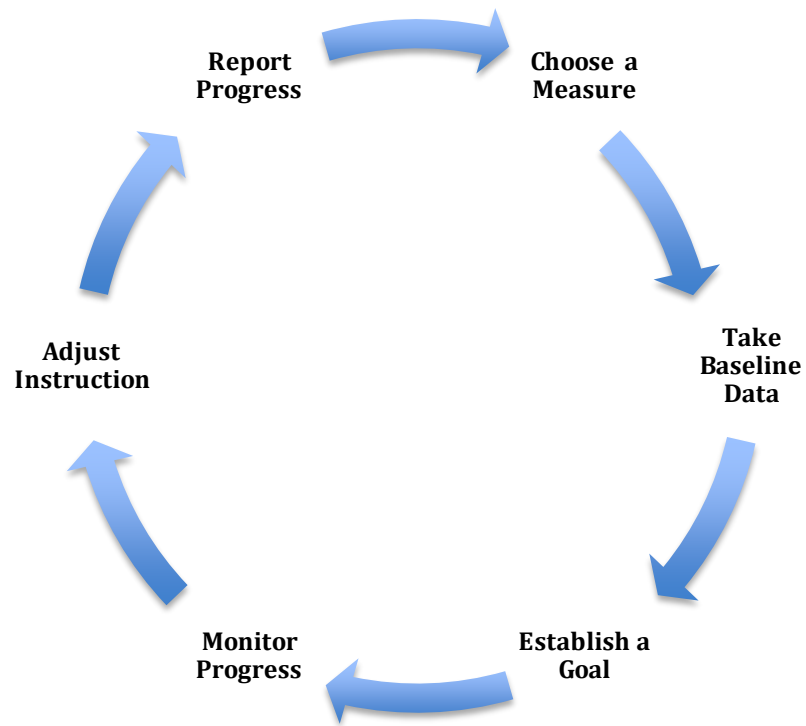 Report
Progress
Choose a
Measure
Take
Baseline
Data
Establish a
Goal
Monitor
Progress
Adjust
Instruction